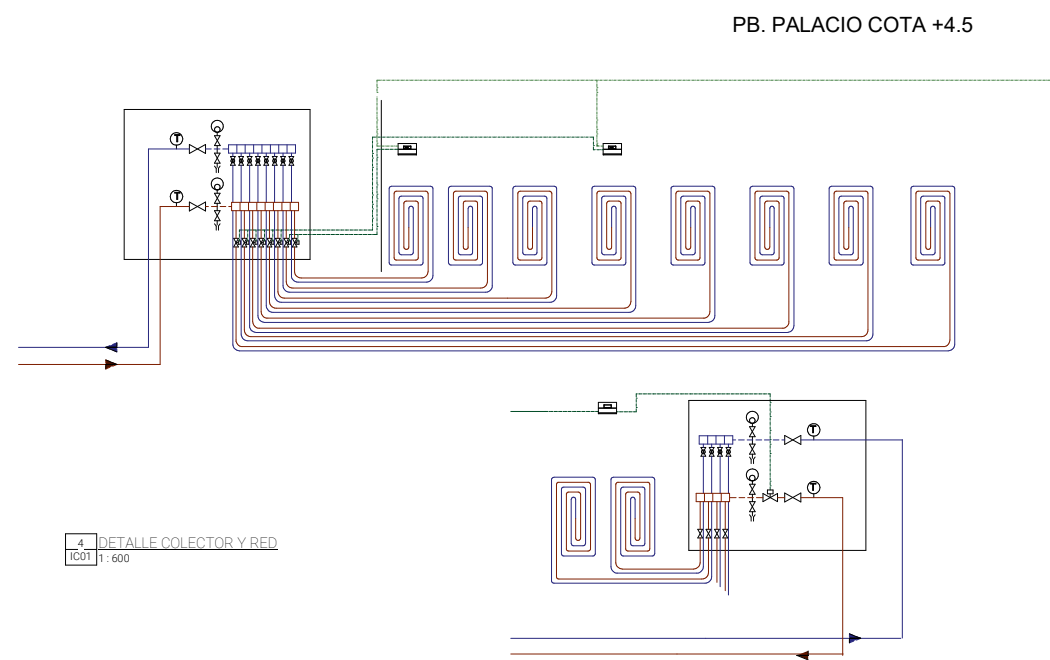 PB. PALACIO COTA +4.5
T
T
T
T
4 DETALLE COLECTOR Y RED
IC01 1 : 600